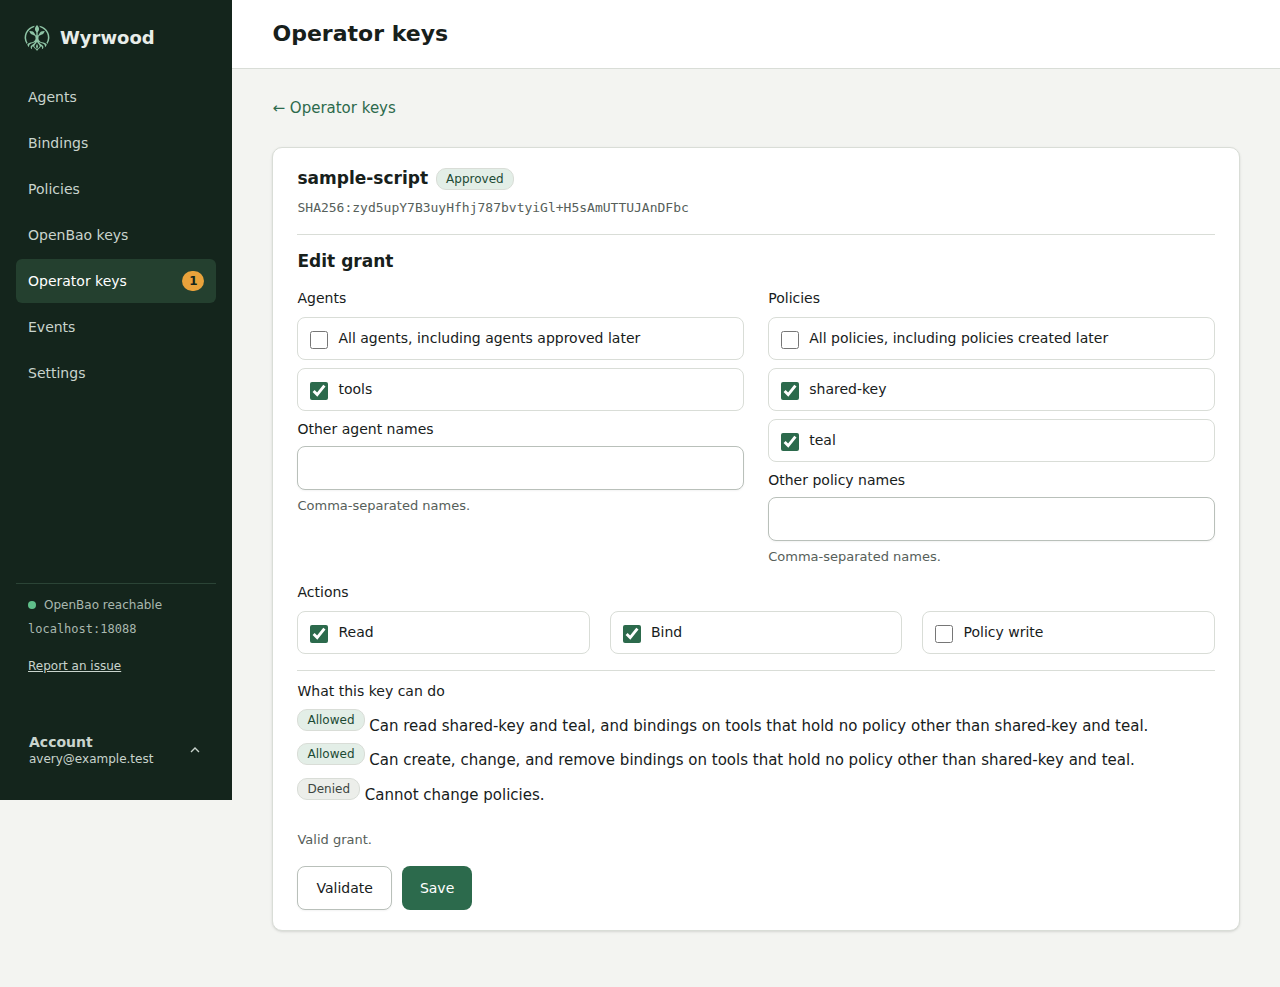 Wyrwood
Agents
Bindings
Policies
OpenBao keys
Operator keys 1
Events
Settings
OpenBao reachable
localhost:18088
Report an issue
Account
avery@example.test
Operator keys
← Operator keys
sample-script Approved
SHA256:zyd5upY7B3uyHfhj787bvtyiGl+H5sAmUTTUJAnDFbc
Edit grant
Agents
All agents, including agents approved later
tools
Other agent names
Comma-separated names.
Policies
All policies, including policies created later
shared-key
teal
Other policy names
Comma-separated names.
Actions
Read
Bind
Policy write
What this key can do
Allowed Can read shared-key and teal, and bindings on tools that hold no policy other than shared-key and teal.
Allowed Can create, change, and remove bindings on tools that hold no policy other than shared-key and teal.
Denied Cannot change policies.
Valid grant.
Validate
Save